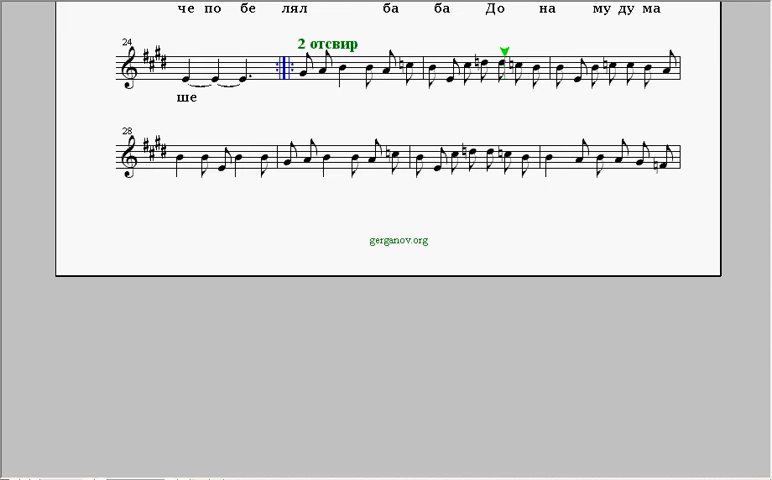 че по бе лял ба ба До на му ду ма
24
2 отсвир
ше
28
gerganov.org